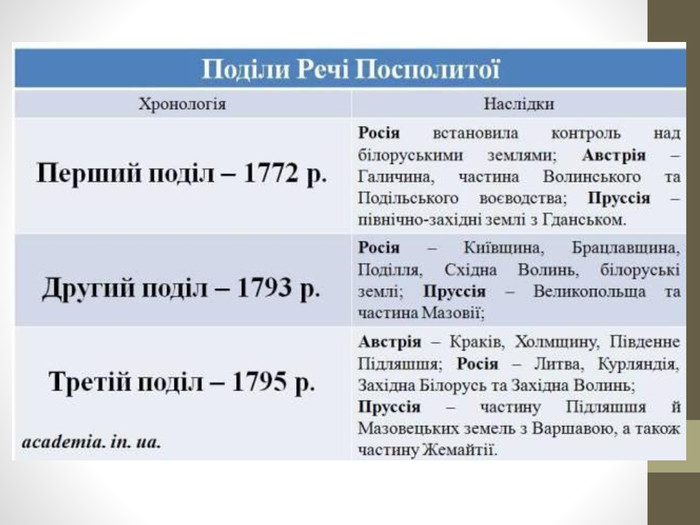 Поділи Речі Посполитої
Хронологія
Наслідки
Перший поділ – 1772 р.
Росія встановила контроль над
білоруськими землями; Австрія –
Галичина, частина Волинського та
Подільського воєводства; Пруссія –
північно-західні землі з Гданськом.
Другий поділ – 1793 р.
Росія – Київщина, Брацлавщина,
Поділля, Східна Волинь, білоруські
землі; Пруссія – Великопольща та
частина Мазовії;
Третій поділ – 1795 р.
Австрія – Краків, Холмщину, Південне
Підляшшя; Росія – Литва, Курляндія,
Західна Білорусь та Західна Волинь;
Пруссія – частину Підляшшя й
Мазовецьких земель з Варшавою, а також
частину Жемайтії.
academia. in. ua.